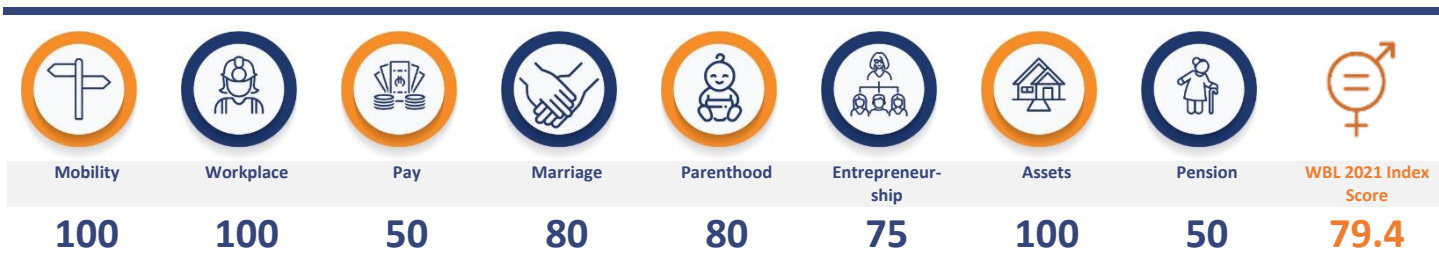 Mobility
Workplace
Pay
Marriage
Parenthood
Entrepreneur-
ship
Assets
Pension
WBL 2021 Index
Score
100
100
50
80
80
75
100
50
79.4